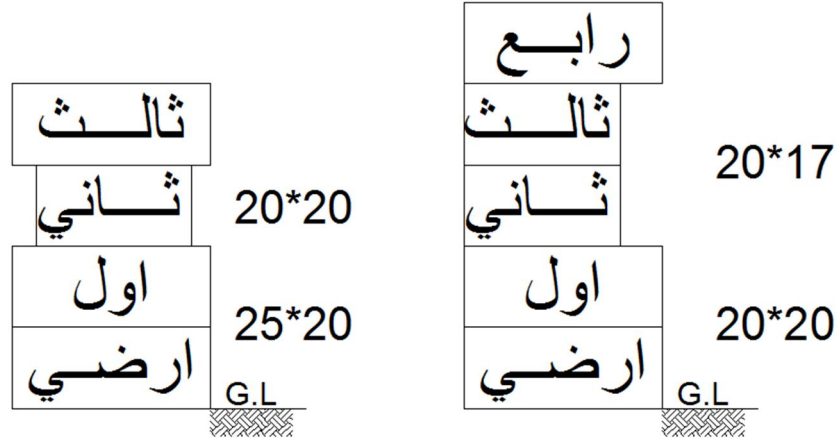 ثالث
ثاني
20*20
اول
25*20
ارضي
G.L
رابع
ثالث
20*17
ثاني
اول
20*20
ارضي
G.L